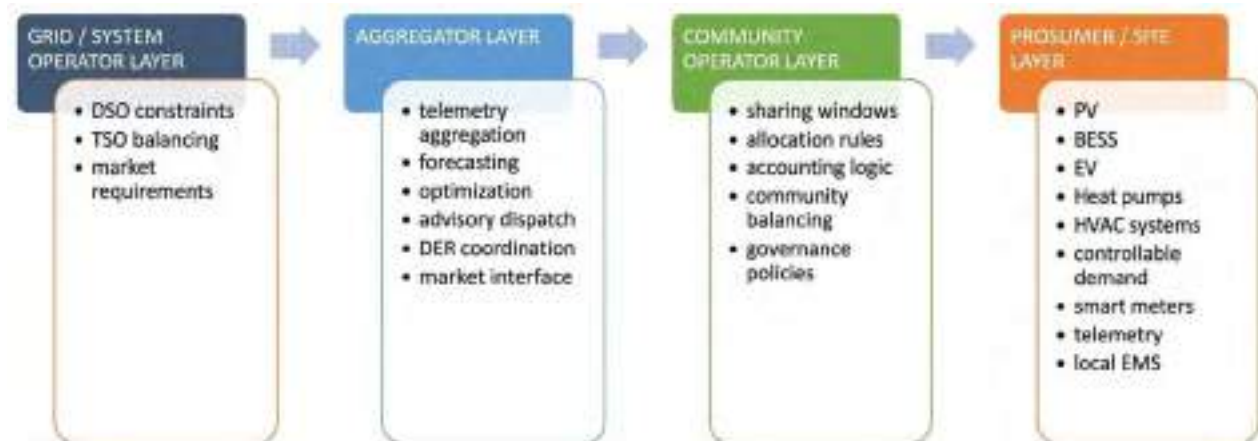 GRID / SYSTEM
OPERATOR LAYER
• DSO constraints
• TSO balancing
• market
requirements
AGGREGATOR LAYER
• telemetry
aggregation
• forecasting
• optimization
• advisory dispatch
• DER coordination
• market interface
COMMUNITY
OPERATOR LAYER
• sharing windows
• allocation rules
• accounting logic
• community
balancing
• governance
policies
PROSUMER / SITE
LAYER
• PV
• BESS
• EV
• Heat pumps
• HVAC systems
• controllable
demand
• smart meters
• telemetry
• local EMS